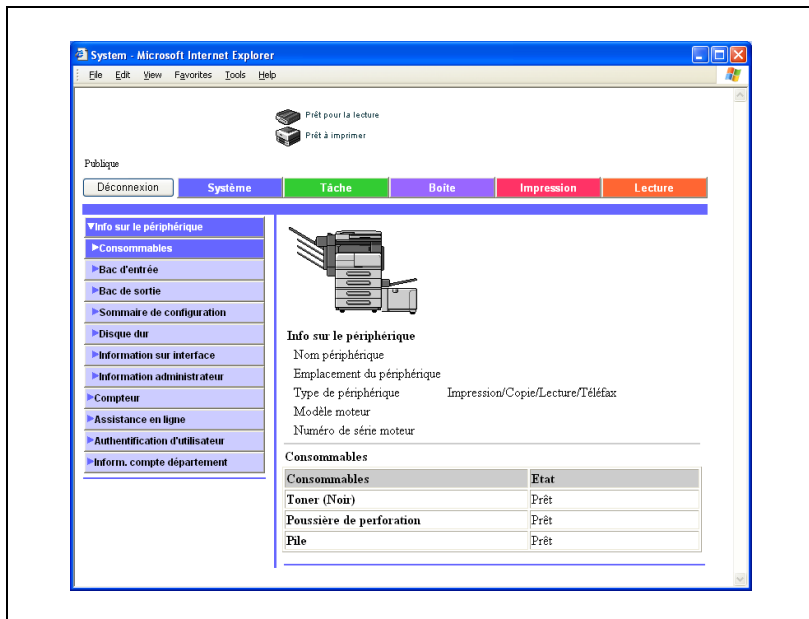 System - Microsoft Internet Explorer
File Edit View Favorites Tools Help
Prêt pour la lecture
Prêt à imprimer
Publique
Déconnexion Système Tâche Boîte Impression Lecture
Info sur le périphérique
Consommables
Bac d'entrée
Bac de sortie
Sommaire de configuration
Disque dur
Information sur interface
Information administrateur
Compteur
Assistance en ligne
Authentification d'utilisateur
Inform. compte département
Info sur le périphérique
Nom périphérique
Emplacement du périphérique
Type de périphérique Impression/Copie/Lecture/Téléfax
Modèle moteur
Numéro de série moteur
Consommables
Consommables Etat
Toner (Noir) Prêt
Poussière de perforation Prêt
Pile Prêt